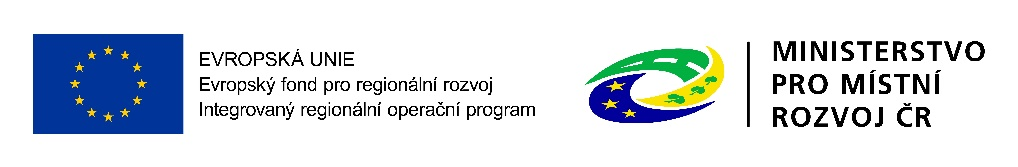 EVROPSKÁ UNIE
Evropský fond pro regionální rozvoj
Integrovaný regionální operační program
MINISTERSTVO
PRO MÍSTNÍ
ROZVOJ ČR